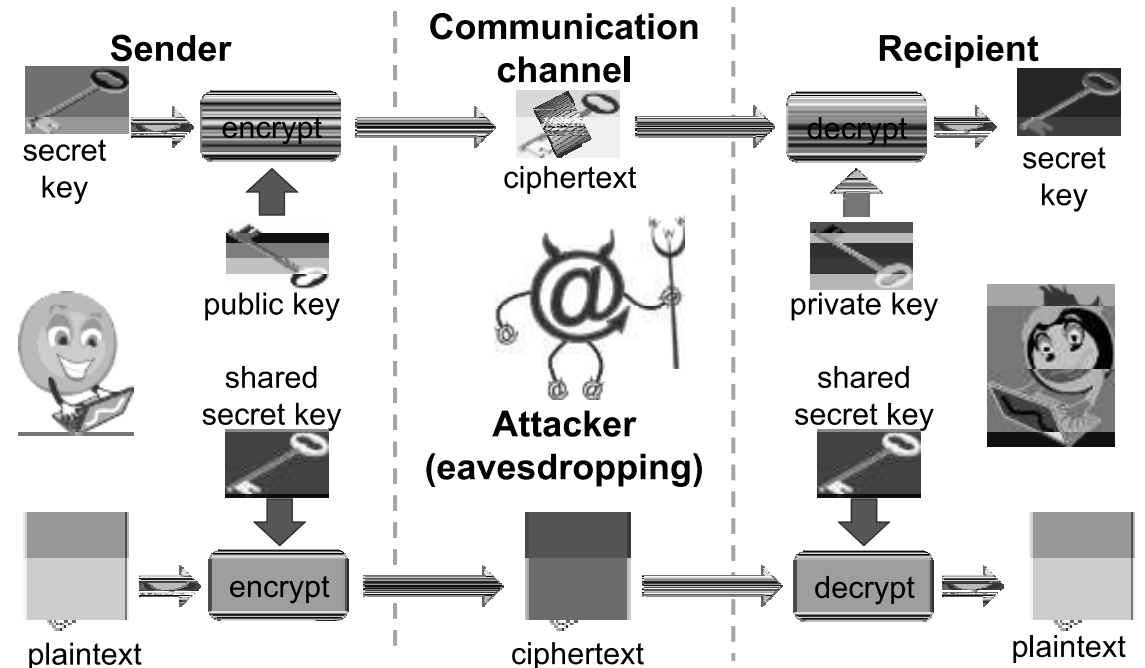 Sender
Communication
channel
Recipient
secret
key
encrypt
ciphertext
decrypt
secret
key
public key
W
@
@
@
@
@
private key
shared
secret key
Attacker
(eavesdropping)
shared
secret key
plaintext
encrypt
ciphertext
decrypt
plaintext